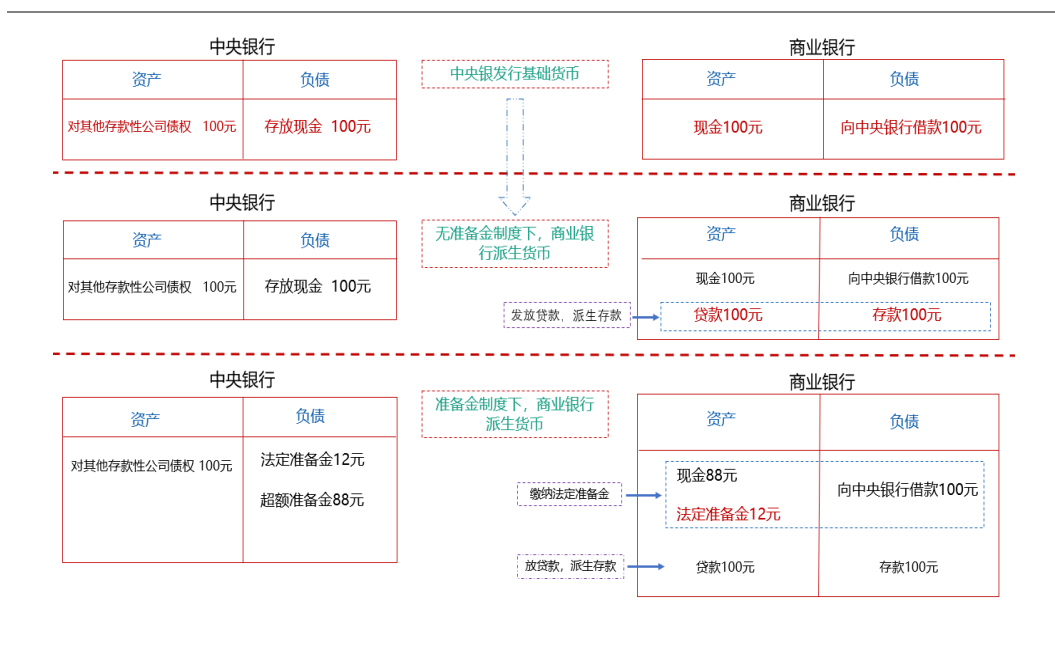 中央银行
商业银行
资产
负债
中央银发行基础货币
资产
负债
对其他存款性公司债权 100元
存放现金 100元
现金100元
向中央银行借款100元
中央银行
商业银行
资产
负债
无准备金制度下，商业银
行派生货币
资产
负债
对其他存款性公司债权 100元
存放现金 100元
现金100元
向中央银行借款100元
发放贷款，派生存款
贷款100元
存款100元
中央银行
商业银行
资产
负债
准备金制度下，商业银行
派生货币
资产
负债
对其他存款性公司债权 100元
法定准备金12元
超额准备金88元
缴纳法定准备金
现金88元
法定准备金12元
向中央银行借款100元
放贷款，派生存款
贷款100元
存款100元